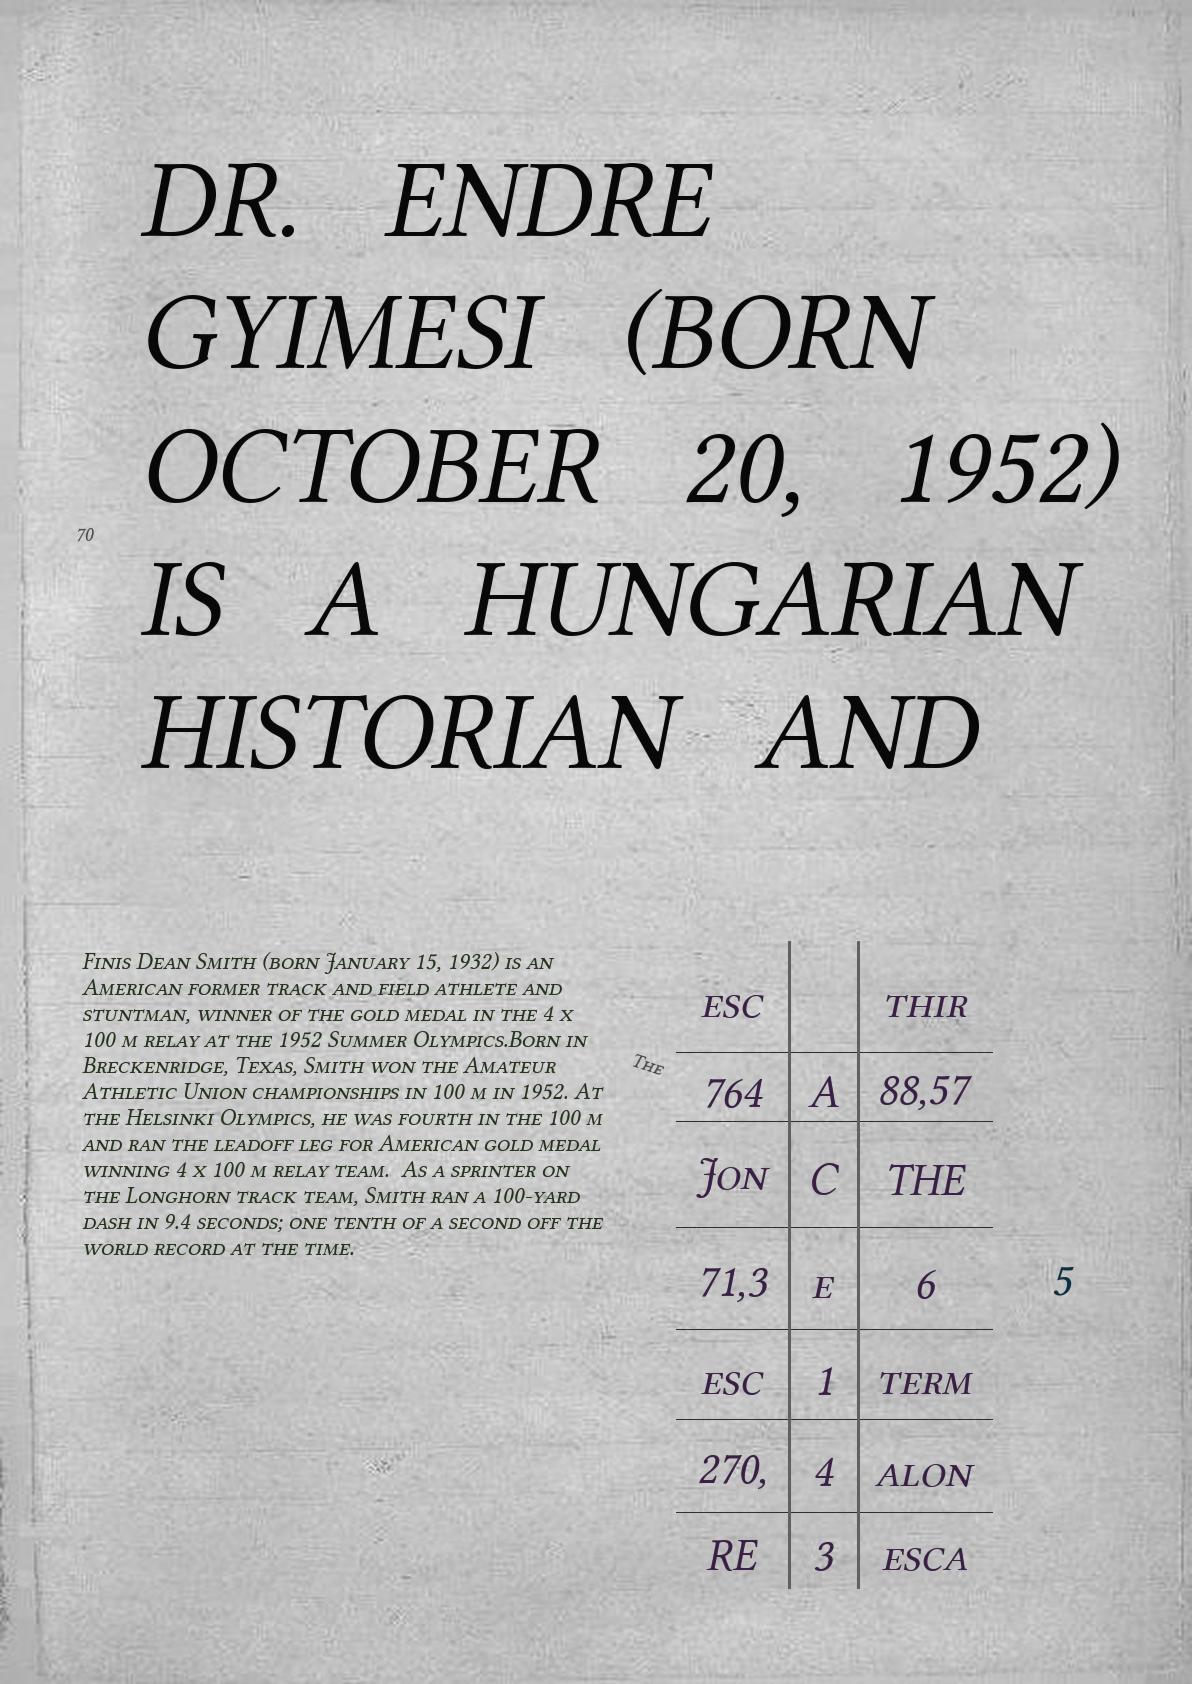 DR. ENDRE
GYIMESI (BORN
OCTOBER 20, 1952)
70
IS A HUNGARIAN
HISTORIAN AND
Finis Dean Smith (born January 15, 1932) is an
American former track and field athlete and
stuntman, winner of the gold medal in the 4 x
100 m relay at the 1952 Summer Olympics.Born in
Breckenridge, Texas, Smith won the Amateur
Athletic Union championships in 100 m in 1952. At
the Helsinki Olympics, he was fourth in the 100 m
and ran the leadoff leg for American gold medal
winning 4 x 100 m relay team. As a sprinter on
the Longhorn track team, Smith ran a 100-yard
dash in 9.4 seconds; one tenth of a second off the
world record at the time.
The
esc thir
764 A 88,57
Jon C THE
71,3 e 6
esc 1 term
270, 4 alon
RE 3 esca
5